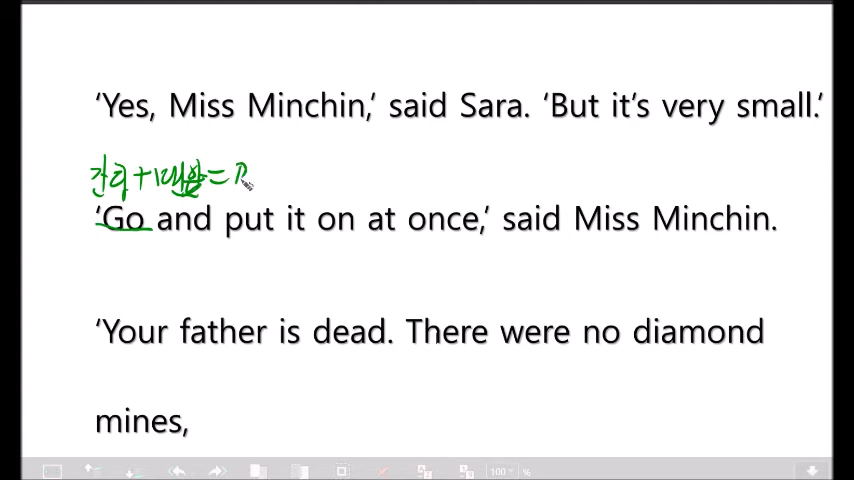 ‘Yes, Miss Minchin,’ said Sara. ‘But it’s very small.’
‘Go and put it on at once,’ said Miss Minchin.
‘Your father is dead. There were no diamond
mines,
100 %